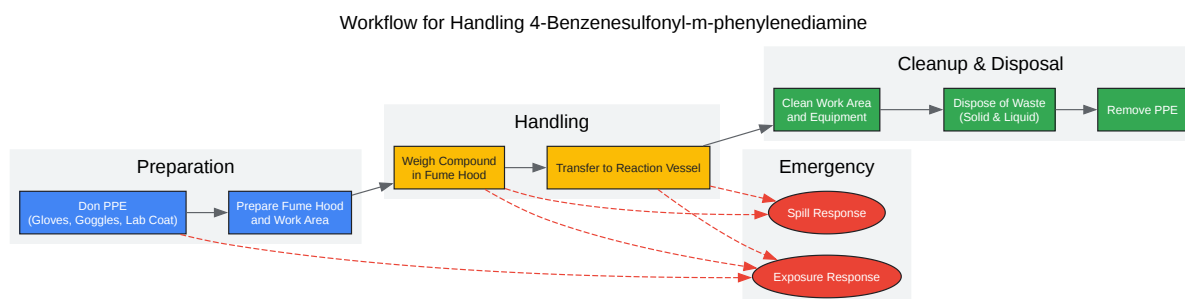 Workflow for Handling 4-Benzenesulfonyl-m-phenylenediamine
Preparation
Don PPE
(Gloves, Goggles, Lab Coat)
Prepare Fume Hood
and Work Area
Handling
Weigh Compound
in Fume Hood
Transfer to Reaction Vessel
Cleanup & Disposal
Clean Work Area
and Equipment
Dispose of Waste
(Solid & Liquid)
Remove PPE
Emergency
Spill Response
Exposure Response